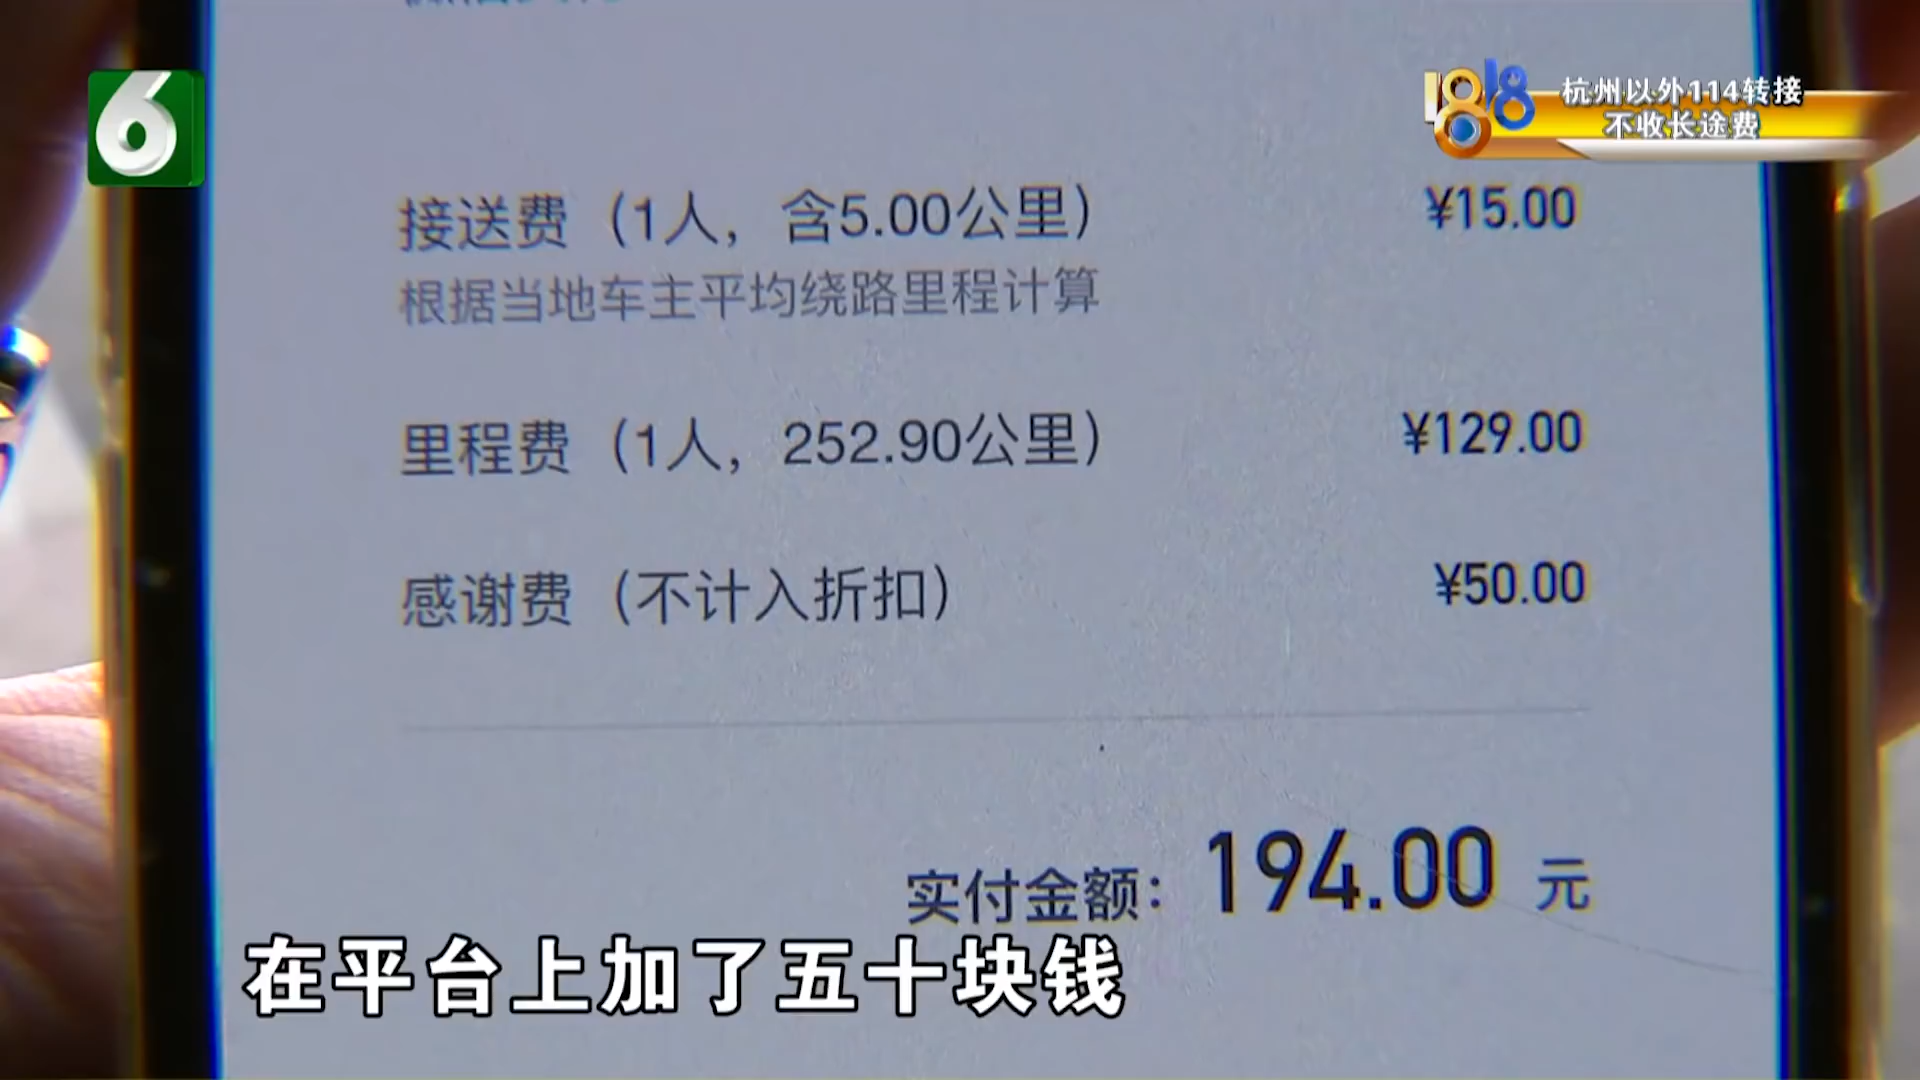 6
1818
杭州以外114转接
不收长途费
接送费（1人，含5.00公里） ¥15.00
根据当地车主平均绕路里程计算
里程费（1人，252.90公里） ¥129.00
感谢费（不计入折扣） ¥50.00
实付金额：194.00 元
在平台上加了五十块钱